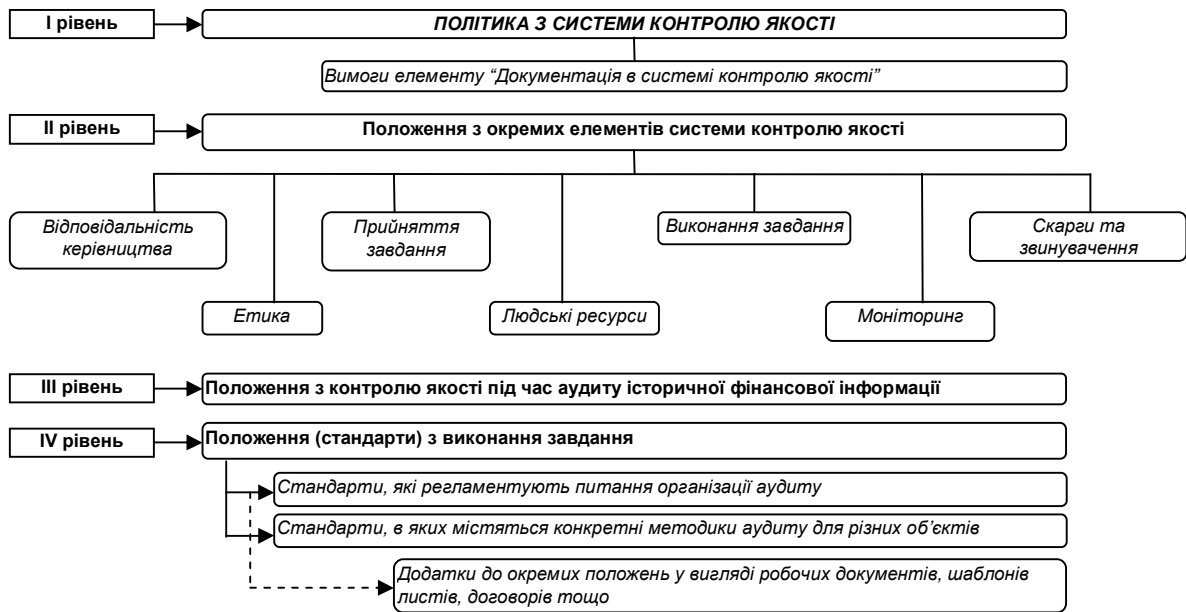 I рівень
ПОЛІТИКА З СИСТЕМИ КОНТРОЛЮ ЯКОСТІ
Вимоги елементу “Документація в системі контролю якості”
II рівень
Положення з окремих елементів системи контролю якості
Відповідальність
керівництва
Прийняття
завдання
Виконання завдання
Скарги та
звинувачення
Етика
Людські ресурси
Моніторинг
III рівень
Положення з контролю якості під час аудиту історичної фінансової інформації
IV рівень
Положення (стандарти) з виконання завдання
Стандарти, які регламентують питання організації аудиту
Стандарти, в яких містяться конкретні методики аудиту для різних об’єктів
Додатки до окремих положень у вигляді робочих документів, шаблонів
листів, договорів тощо